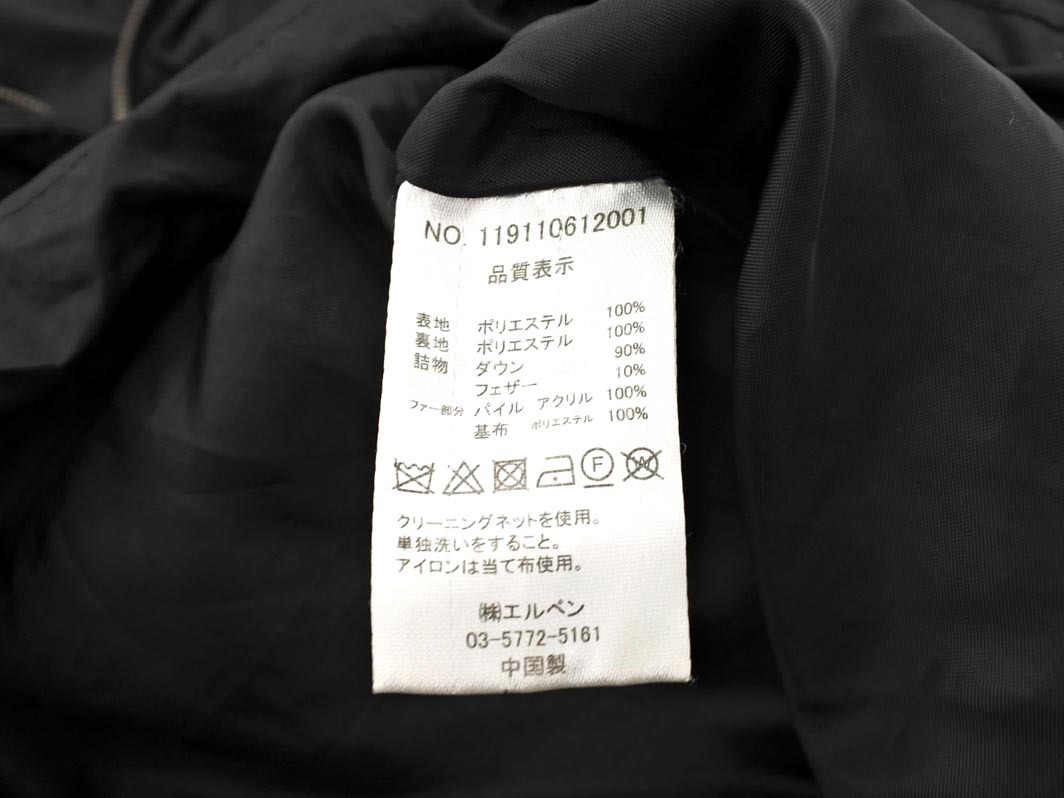 NO. 119110612001
品質表示
表地 ポリエステル 100%
裏地 ポリエステル 100%
詰物 ダウン 90%
フェザー 10%
ファー部分 パイル アクリル 100%
基布 ポリエステル 100%
F W
クリーニングネットを使用。
単独洗いをすること。
アイロンは当て布使用。
㈱エルペン
03-5772-5161
中国製